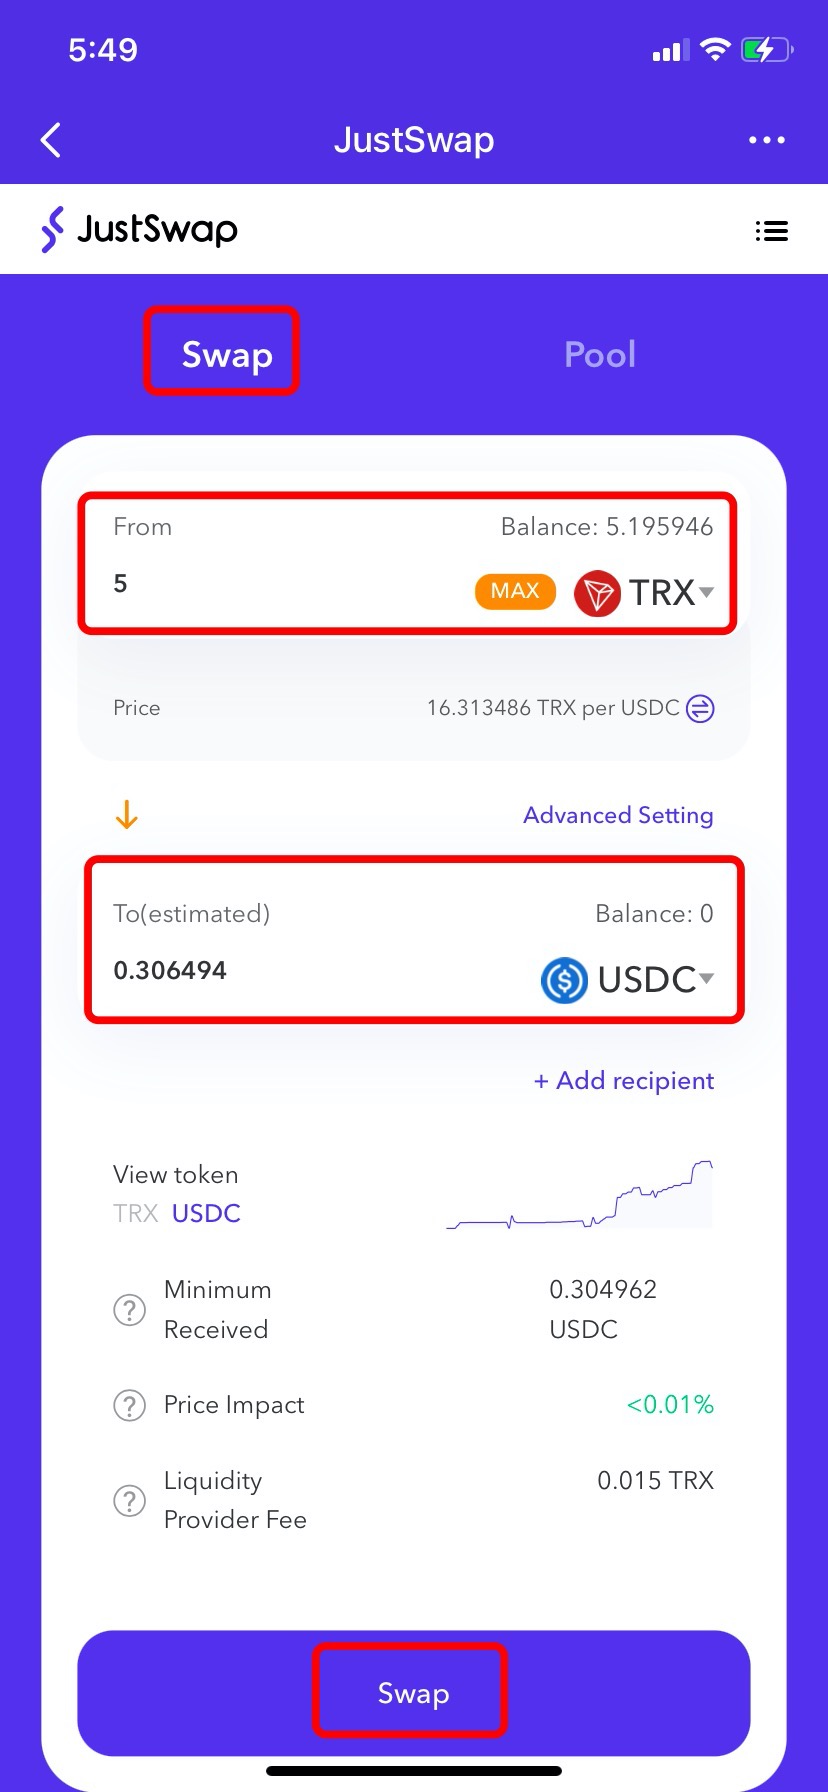 5:49
JustSwap
JustSwap
Swap Pool
From Balance: 5.195946
5 MAX TRX
Price 16.313486 TRX per USDC
Advanced Setting
To(estimated) Balance: 0
0.306494 USDC
+ Add recipient
View token
TRX USDC
Minimum 0.304962
Received USDC
Price Impact <0.01%
Liquidity 0.015 TRX
Provider Fee
Swap